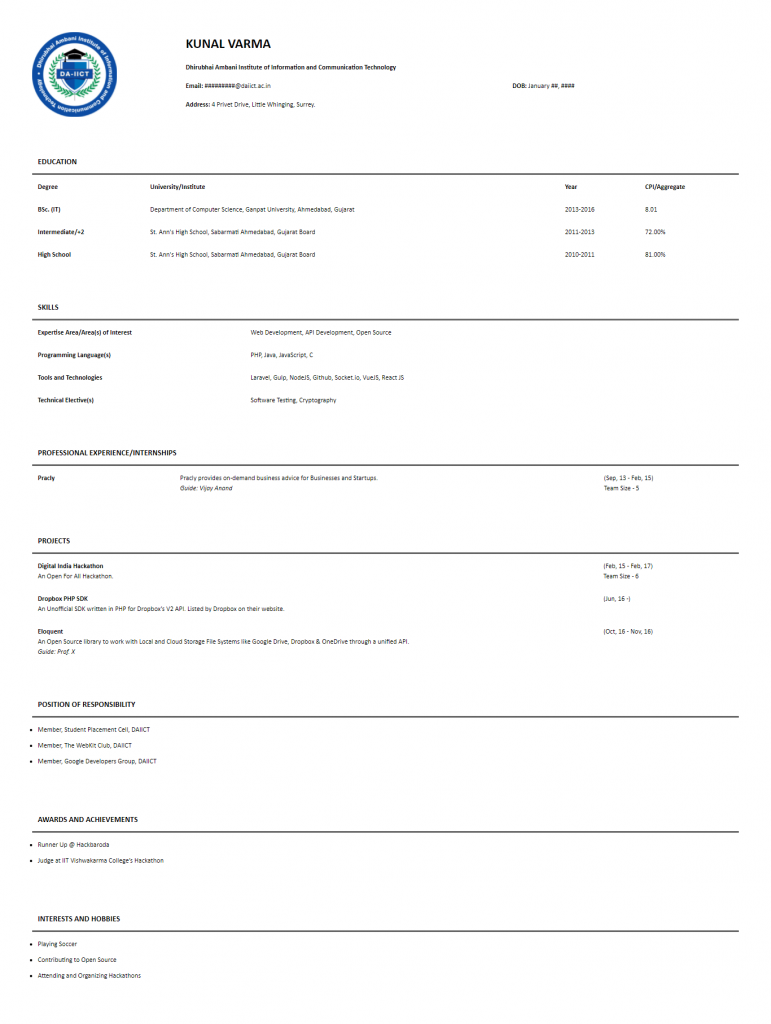 Dhirubhai Ambani Institute of Information and Communication Technology
DA-IICT
KUNAL VARMA
Dhirubhai Ambani Institute of Information and Communication Technology
Email: #########@daiict.ac.in DOB: January ##, ####
Address: 4 Privet Drive, Little Whinging, Surrey.
EDUCATION
Degree University/Institute Year CPI/Aggregate
BSc. (IT) Department of Computer Science, Ganpat University, Ahmedabad, Gujarat 2013-2016 8.01
Intermediate/+2 St. Ann's High School, Sabarmati Ahmedabad, Gujarat Board 2011-2013 72.00%
High School St. Ann's High School, Sabarmati Ahmedabad, Gujarat Board 2010-2011 81.00%
SKILLS
Expertise Area/Area(s) of Interest Web Development, API Development, Open Source
Programming Language(s) PHP, Java, JavaScript, C
Tools and Technologies Laravel, Gulp, NodeJS, Github, Socket.io, VueJS, React JS
Technical Elective(s) Software Testing, Cryptography
PROFESSIONAL EXPERIENCE/INTERNSHIPS
Pracly Pracly provides on-demand business advice for Businesses and Startups. (Sep, 13 - Feb, 15)
Guide: Vijay Anand Team Size - 5
PROJECTS
Digital India Hackathon (Feb, 15 - Feb, 17)
An Open For All Hackathon. Team Size - 6
Dropbox PHP SDK (Jun, 16 -)
An Unofficial SDK written in PHP for Dropbox's V2 API. Listed by Dropbox on their website.
Eloquent (Oct, 16 - Nov, 16)
An Open Source library to work with Local and Cloud Storage File Systems like Google Drive, Dropbox & OneDrive through a unified API.
Guide: Prof. X
POSITION OF RESPONSIBILITY
• Member, Student Placement Cell, DAIICT
• Member, The WebKit Club, DAIICT
• Member, Google Developers Group, DAIICT
AWARDS AND ACHIEVEMENTS
• Runner Up @ Hackbaroda
• Judge at IIT Vishwakarma College's Hackathon
INTERESTS AND HOBBIES
• Playing Soccer
• Contributing to Open Source
• Attending and Organizing Hackathons